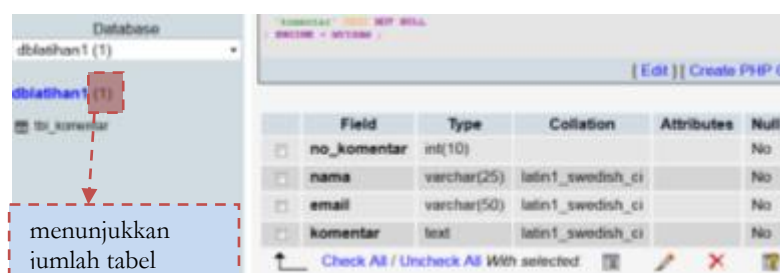 Database
dblatihan1 (1)
dblatihan1 (1)
tbl_komentar
menunjukkan
jumlah tabel
`komentar` TEXT NOT NULL
) ENGINE = MYISAM ;
[ Edit ] [ Create PHP
Field Type Collation Attributes Null
no_komentar int(10) No
nama varchar(25) latin1_swedish_ci No
email varchar(50) latin1_swedish_ci No
komentar text latin1_swedish_ci No
Check All / Uncheck All With selected: